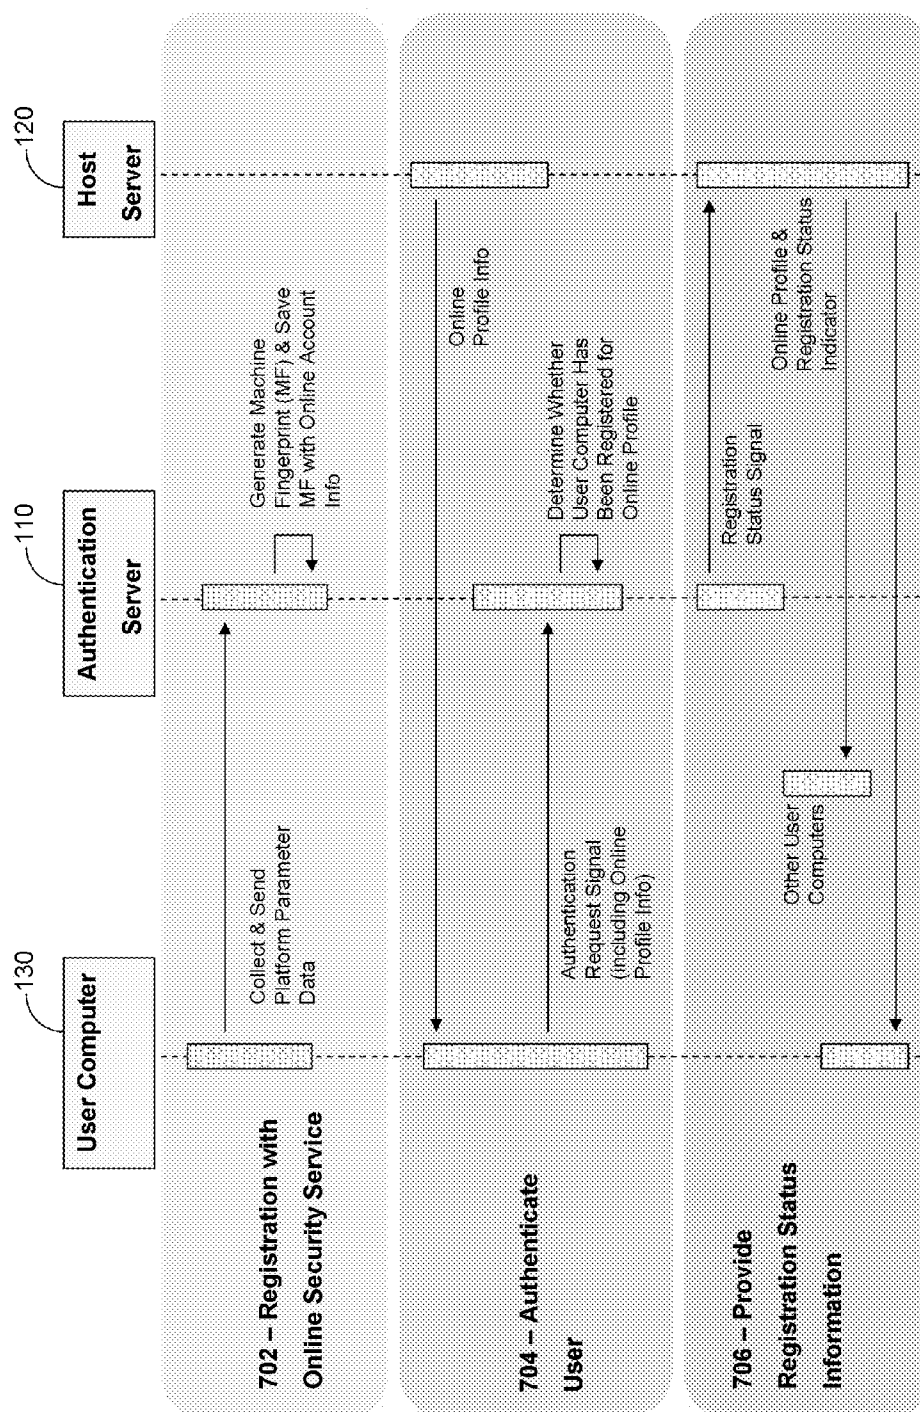 130
User Computer
110
Authentication
Server
120
Host
Server
702 – Registration with
Online Security Service
Collect & Send
Platform Parameter
Data
Generate Machine
Fingerprint (MF) & Save
MF with Online Account
Info
704 – Authenticate
User
Online
Profile Info
Authentication
Request Signal
(including Online
Profile Info)
Determine Whether
User Computer Has
Been Registered for
Online Profile
706 – Provide
Registration Status
Information
Registration
Status Signal
Other User
Computers
Online Profile &
Registration Status
Indicator